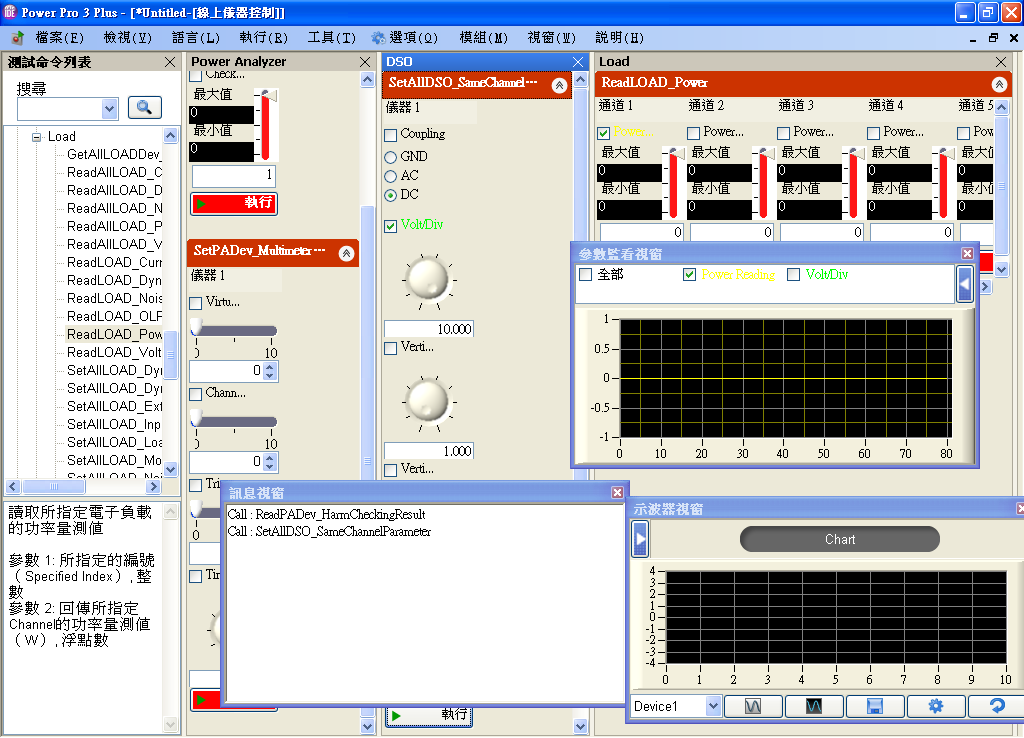 Power Pro 3 Plus - [*Untitled-[線上儀器控制]]
檔案(F) 檢視(V) 語言(L) 執行(R) 工具(T) 選項(O) 模組(M) 視窗(W) 說明(H)
測試命令列表
搜尋
Load
GetAllLOADDev_
ReadAllLOAD_C
ReadAllLOAD_D
ReadAllLOAD_N
ReadAllLOAD_P
ReadAllLOAD_V
ReadLOAD_Curr
ReadLOAD_Dyn
ReadLOAD_Nois
ReadLOAD_OLP
ReadLOAD_Pow
ReadLOAD_Volt
SetAllLOAD_Dyr
SetAllLOAD_Dyr
SetAllLOAD_Ext
SetAllLOAD_Inp
SetAllLOAD_Loa
SetAllLOAD_Mo
SetAllLOAD_Noi
讀取所指定電子負載
的功率量測值
參數 1: 所指定的編號
（Specified Index）,整
數
參數 2: 回傳所指定
Channel的功率量測值
（W）,浮點數
Power Analyzer
Check...
最大值
0
最小值
0
1
執行
SetPADev_Multimeter···
儀器 1
Virtu...
0 10
0
Chann...
0 10
0
Tri
0
Tir
DSO
SetAllDSO_SameChannel···
儀器 1
Coupling
GND
AC
DC
Volt/Div
10.000
Verti...
1.000
Verti...
執行
Load
ReadLOAD_Power
通道 1 通道 2 通道 3 通道 4 通道 5
Power... Power... Power... Power... Pow
最大值 最大值 最大值 最大值 最大
0 0 0 0 0
最小值 最小值 最小值 最小值 最小
0 0 0 0 0
0 0 0 0
參數監看視窗
全部 Power Reading Volt/Div
1
0.5
0
-0.5
-1
0 10 20 30 40 50 60 70 80
訊息視窗
Call : ReadPADev_HarmCheckingResult
Call : SetAllDSO_SameChannelParameter
示波器視窗
Chart
4
3
2
1
0
-1
-2
-3
-4
0 1 2 3 4 5 6 7 8 9 10
Device1